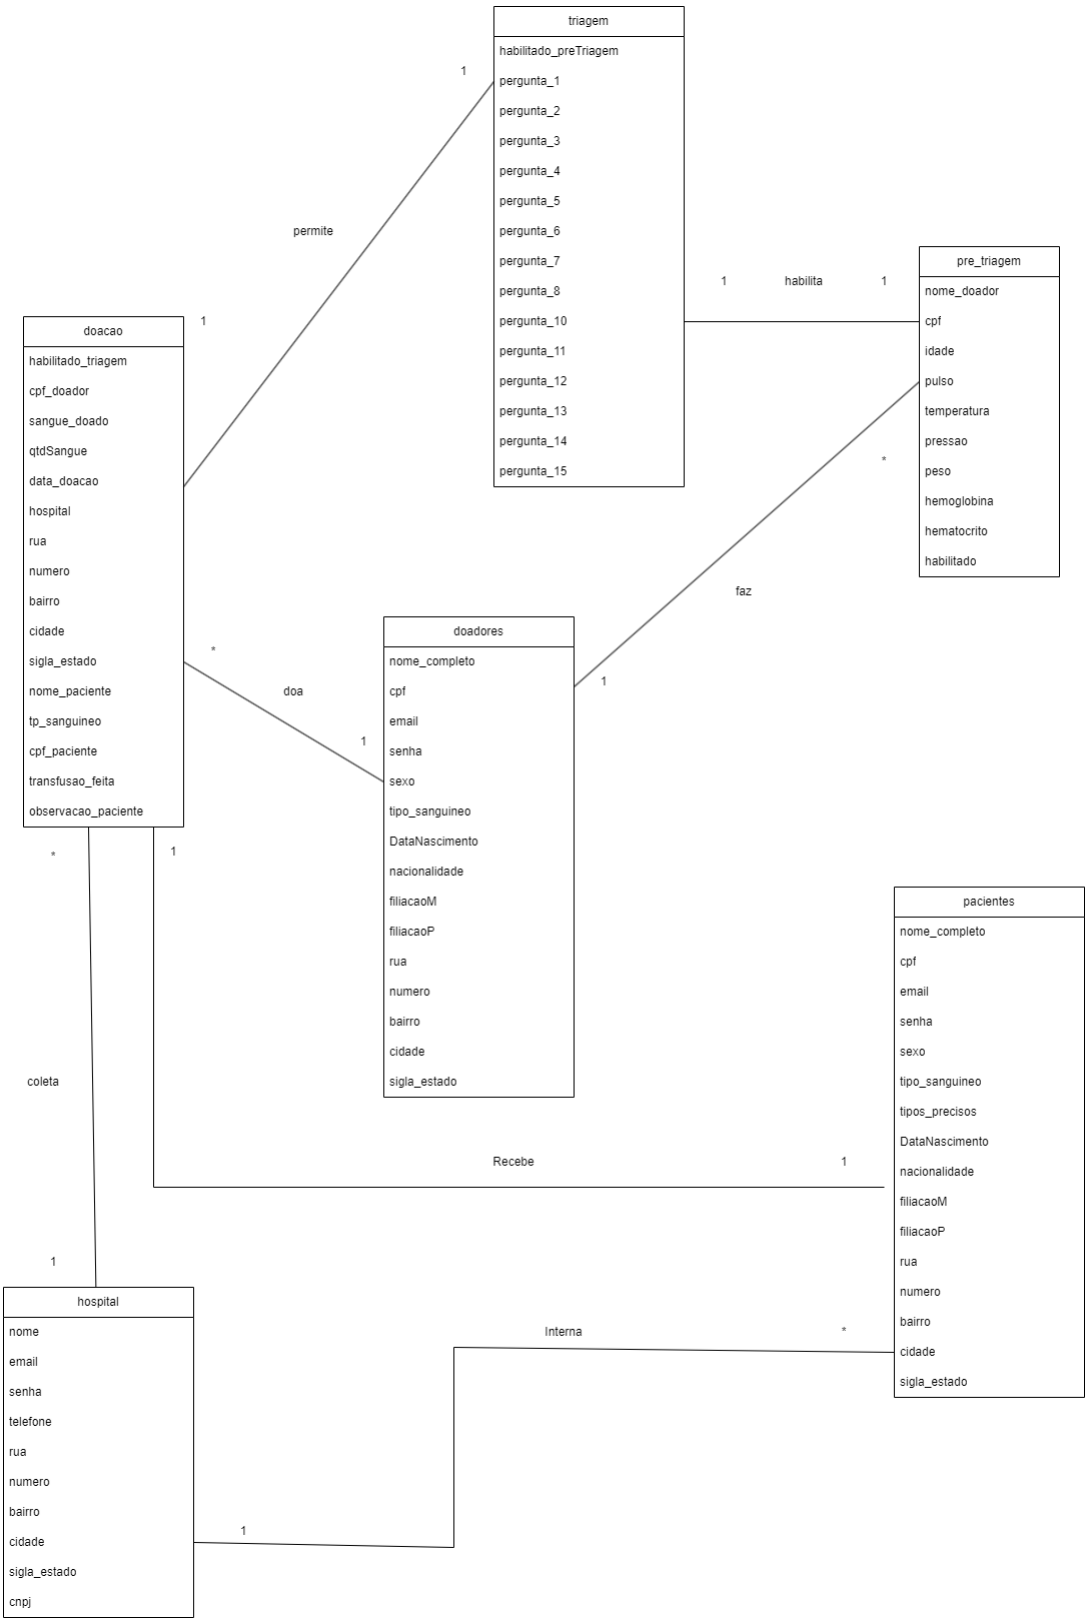 triagem
habilitado_preTriagem
pergunta_1
pergunta_2
pergunta_3
pergunta_4
pergunta_5
pergunta_6
pergunta_7
pergunta_8
pergunta_10
pergunta_11
pergunta_12
pergunta_13
pergunta_14
pergunta_15
1
permite
1
1
habilita
1
pre_triagem
nome_doador
cpf
idade
pulso
temperatura
pressao
peso
hemoglobina
hematocrito
habilitado
*
faz
1
doacao
habilitado_triagem
cpf_doador
sangue_doado
qtdSangue
data_doacao
hospital
rua
numero
bairro
cidade
sigla_estado
nome_paciente
tp_sanguineo
cpf_paciente
transfusao_feita
observacao_paciente
*
doa
1
doadores
nome_completo
cpf
email
senha
sexo
tipo_sanguineo
DataNascimento
nacionalidade
filiacaoM
filiacaoP
rua
numero
bairro
cidade
sigla_estado
*
1
coleta
1
Recebe
1
pacientes
nome_completo
cpf
email
senha
sexo
tipo_sanguineo
tipos_precisos
DataNascimento
nacionalidade
filiacaoM
filiacaoP
rua
numero
bairro
cidade
sigla_estado
Interna
*
1
hospital
nome
email
senha
telefone
rua
numero
bairro
cidade
sigla_estado
cnpj